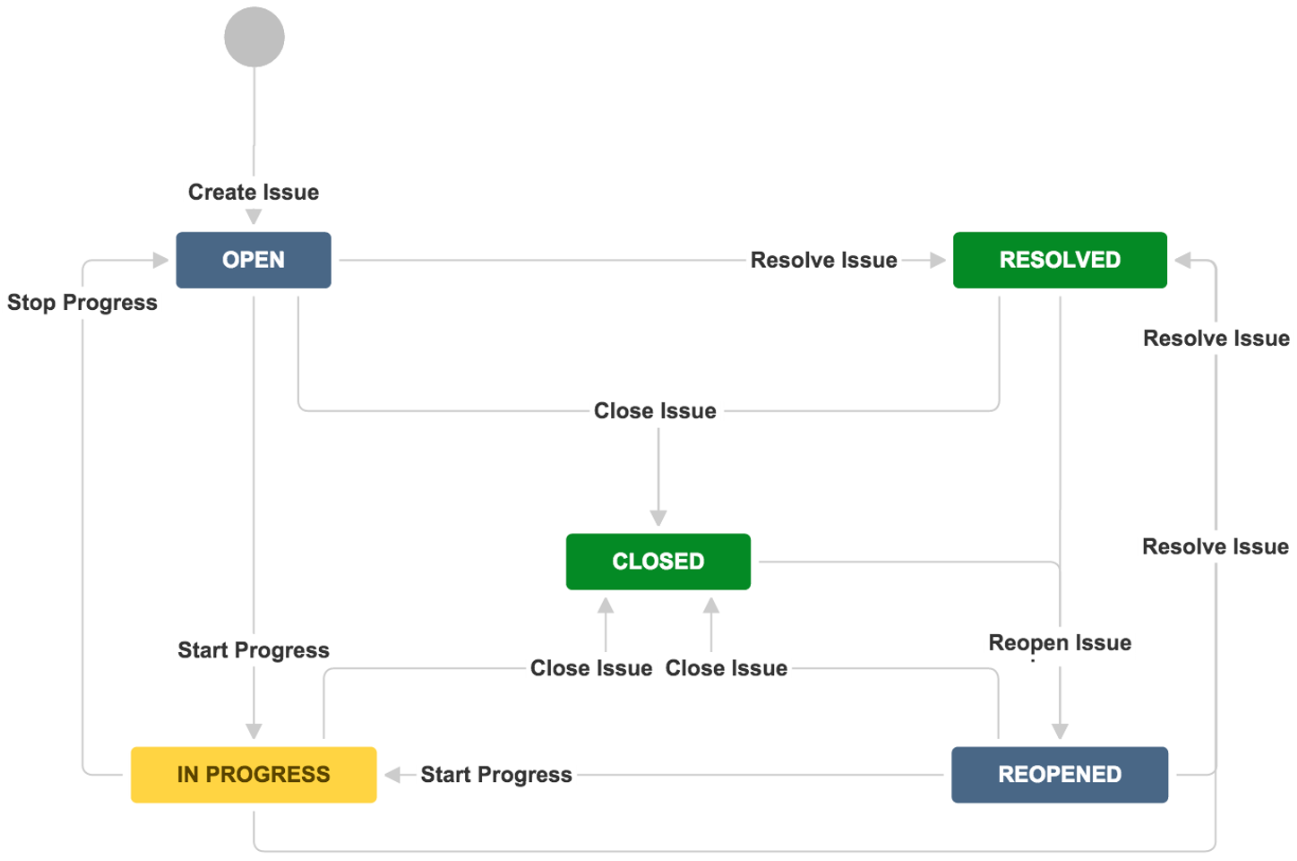 Create Issue
OPEN
Resolve Issue
RESOLVED
Stop Progress
Resolve Issue
Close Issue
Resolve Issue
CLOSED
Reopen Issue
Start Progress
Close Issue
Close Issue
IN PROGRESS
Start Progress
REOPENED